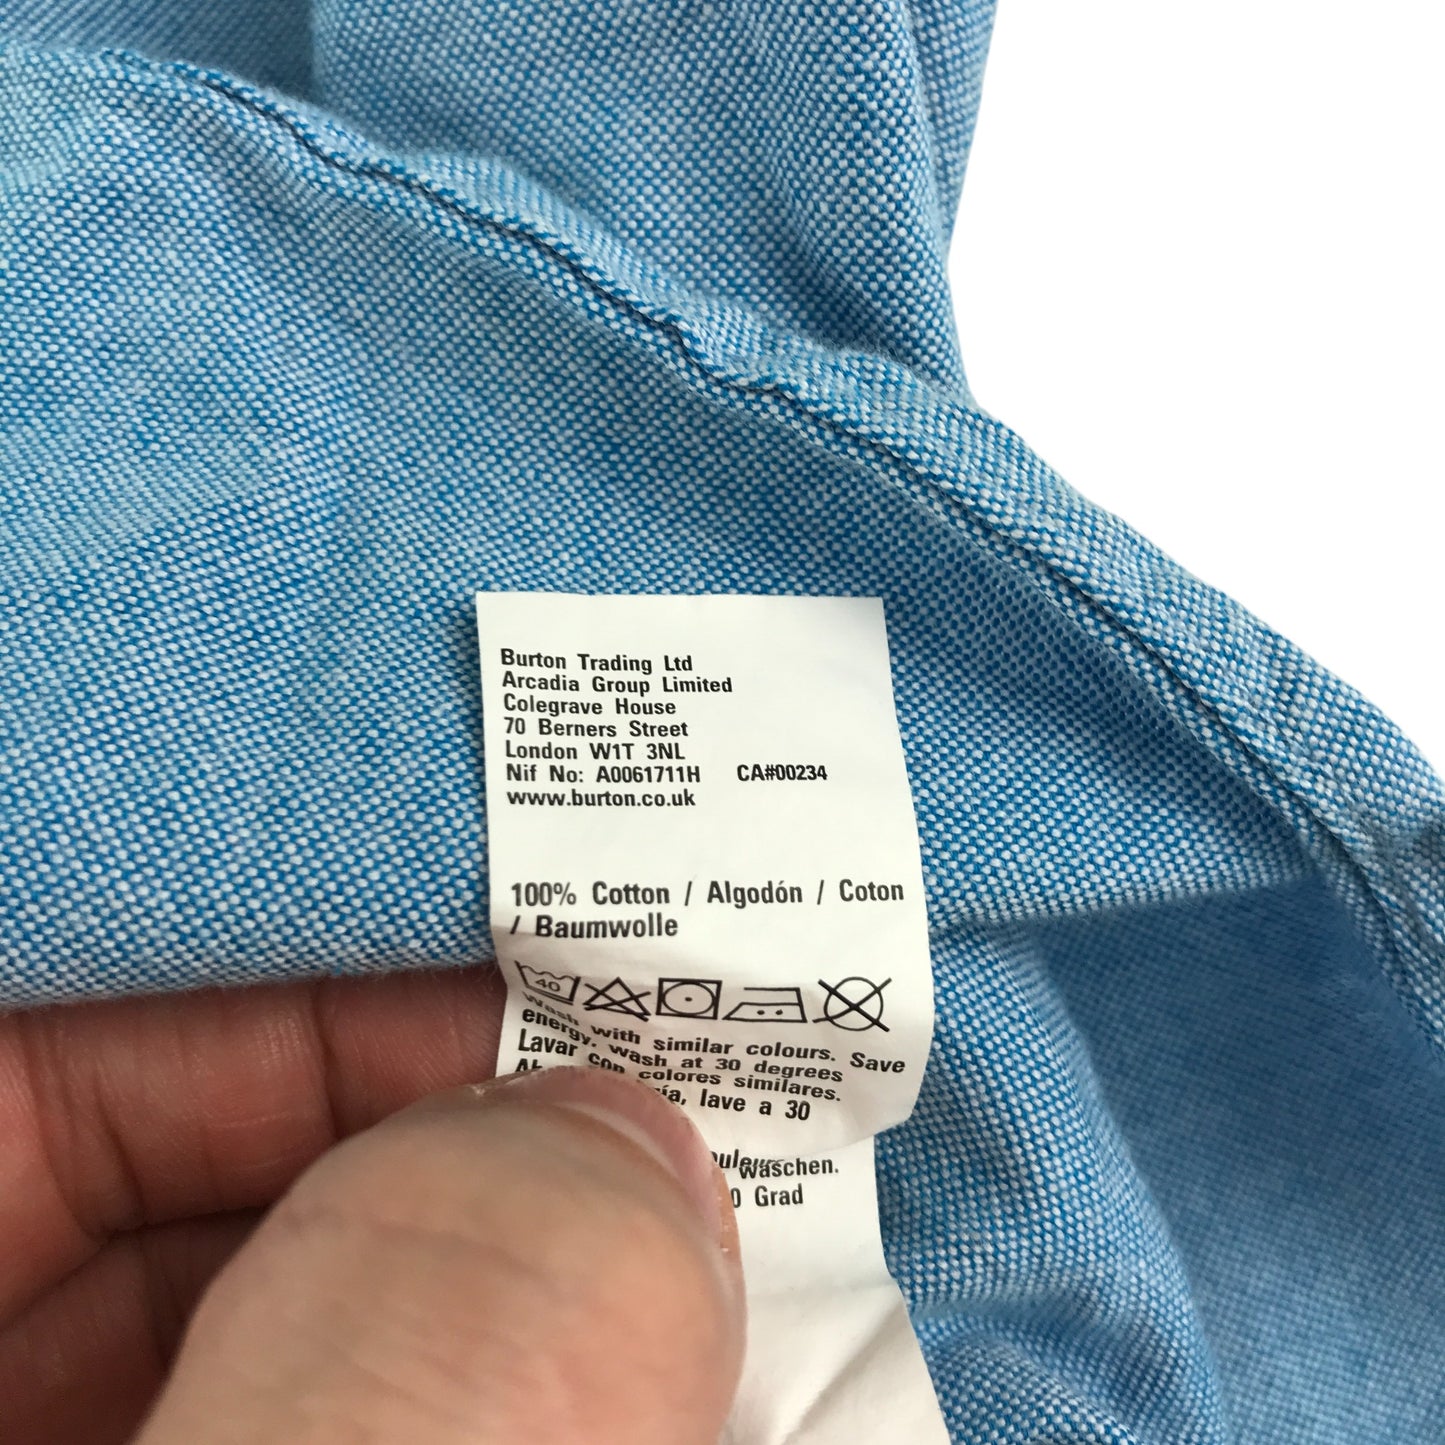 Burton Trading Ltd
Arcadia Group Limited
Colegrave House
70 Berners Street
London W1T 3NL
Nif No: A0061711H CA#00234
www.burton.co.uk
100% Cotton / Algodón / Coton
/ Baumwolle
40
Wash with similar colours. Save
energy. wash at 30 degrees
Lavar con colores similares.
lave a 30
waschen.
Grad